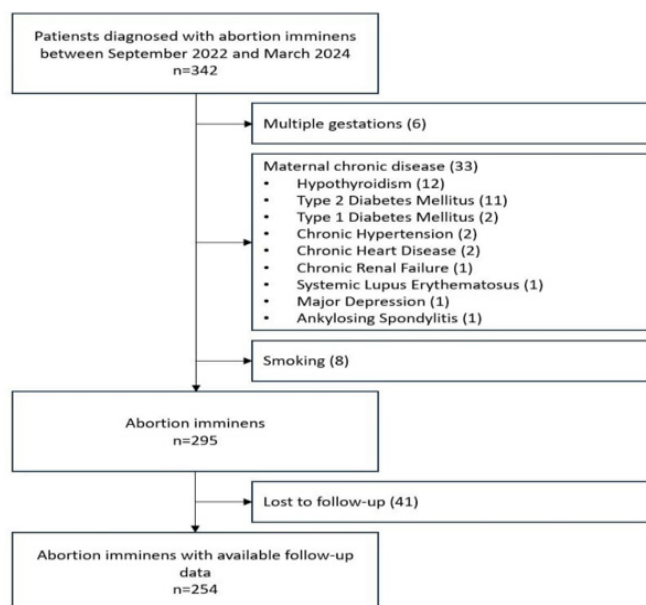 Patiensts diagnosed with abortion imminens
between September 2022 and March 2024
n=342
Multiple gestations (6)
Maternal chronic disease (33)
• Hypothyroidism (12)
• Type 2 Diabetes Mellitus (11)
• Type 1 Diabetes Mellitus (2)
• Chronic Hypertension (2)
• Chronic Heart Disease (2)
• Chronic Renal Failure (1)
• Systemic Lupus Erythematosus (1)
• Major Depression (1)
• Ankylosing Spondylitis (1)
Smoking (8)
Abortion imminens
n=295
Lost to follow-up (41)
Abortion imminens with available follow-up
data
n=254